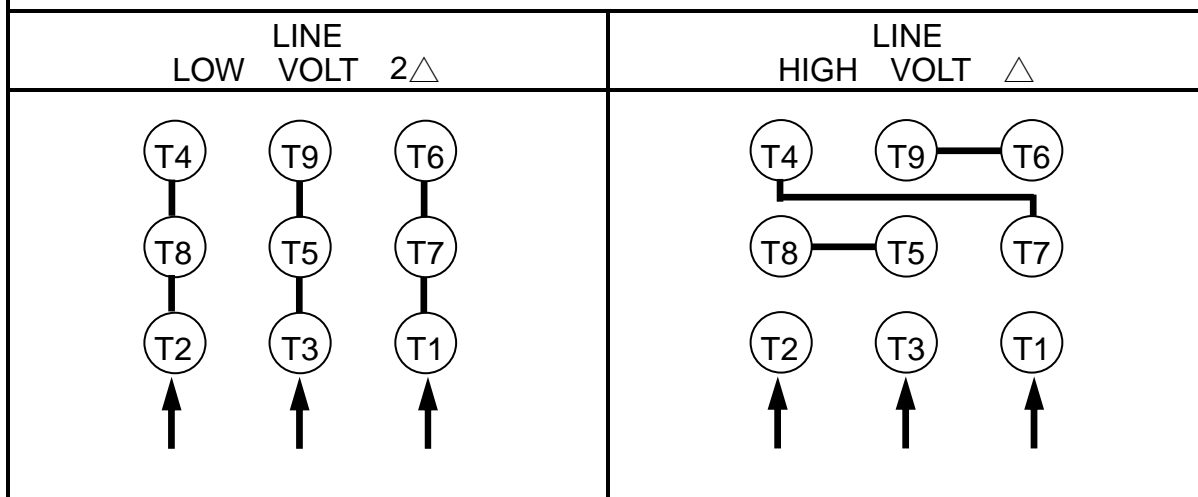 LINE
LOW VOLT 2△
T4 T9 T6
T8 T5 T7
T2 T3 T1
LINE
HIGH VOLT △
T4 T9 T6
T8 T5 T7
T2 T3 T1